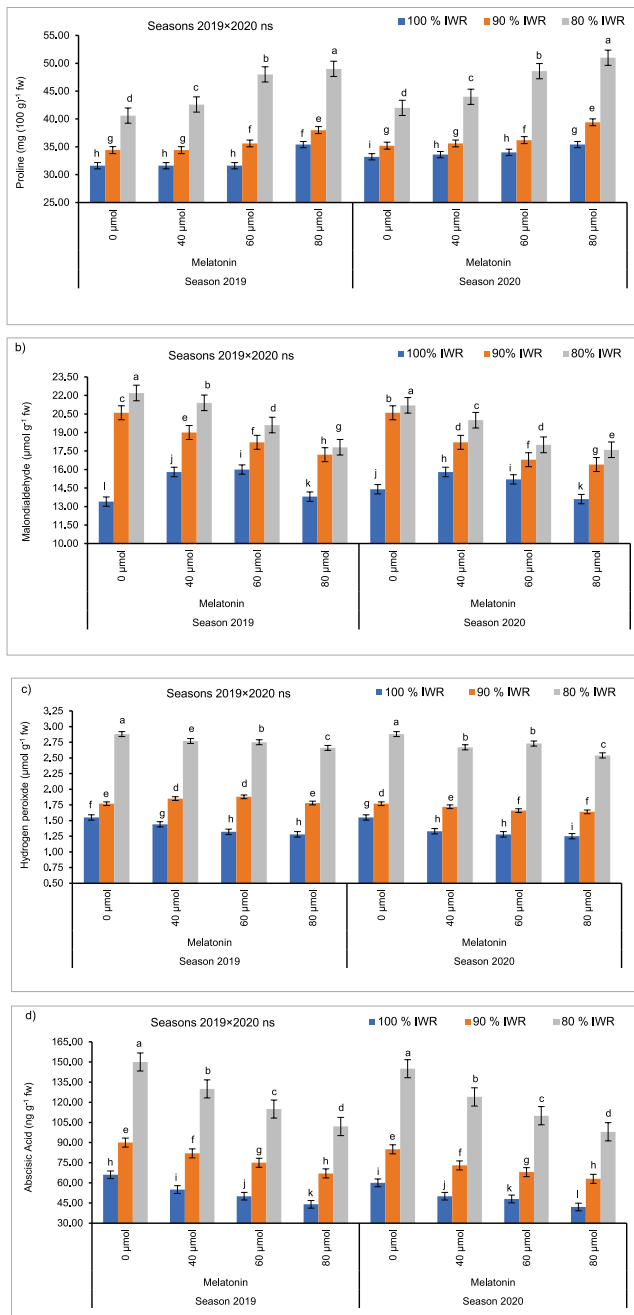 Seasons 2019×2020 ns
100 % IWR 90 % IWR 80 % IWR
Proline (mg (100 g)-1 fw)
55.00
50.00
45.00
40.00
35.00
30.00
25.00
h g d h g c h f b f e a i g d h g c h f b g e a
0 µmol 40 µmol 60 µmol 80 µmol 0 µmol 40 µmol 60 µmol 80 µmol
Melatonin Melatonin
Season 2019 Season 2020
b)
Seasons 2019×2020 ns
100% IWR 90% IWR 80% IWR
Malondialdehyde (µmol g-1 fw)
23,50
22,00
20,50
19,00
17,50
16,00
14,50
13,00
11,50
10,00
l c a j e b i f d k h g j b a h d c i f d k g e
0 µmol 40 µmol 60 µmol 80 µmol 0 µmol 40 µmol 60 µmol 80 µmol
Melatonin Melatonin
Season 2019 Season 2020
c)
Seasons 2019×2020 ns
100 % IWR 90 % IWR 80 % IWR
Hydrogen peroixde (µmol g-1 fw)
3,25
3,00
2,75
2,50
2,25
2,00
1,75
1,50
1,25
1,00
0,75
0,50
f e a g d e h d b h e c g d a h e b h f b i f c
0 µmol 40 µmol 60 µmol 80 µmol 0 µmol 40 µmol 60 µmol 80 µmol
Melatonin Melatonin
Season 2019 Season 2020
d)
Seasons 2019×2020 ns
100 % IWR 90 % IWR 80 % IWR
Abscisic Acid (ng g-1 fw)
165,00
150,00
135,00
120,00
105,00
90,00
75,00
60,00
45,00
30,00
h e a i f b j g c k h d i e a j f b k g c l h d
0 µmol 40 µmol 60 µmol 80 µmol 0 µmol 40 µmol 60 µmol 80 µmol
Melatonin Melatonin
Season 2019 Season 2020